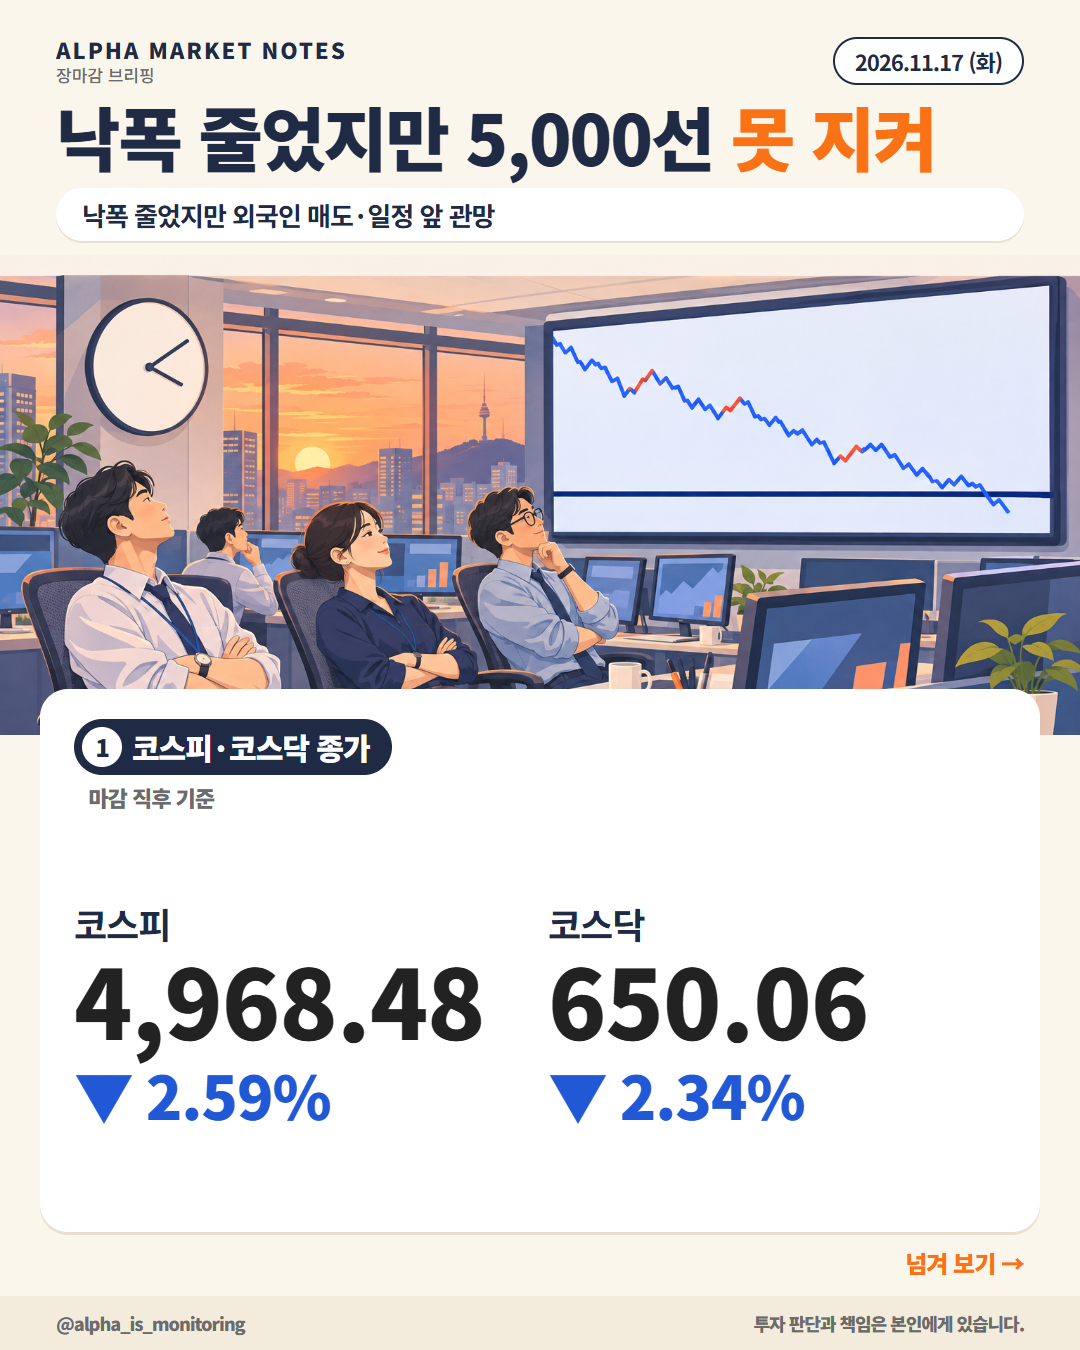 ALPHA MARKET NOTES
장마감 브리핑
2026.11.17 (화)
낙폭 줄었지만 5,000선 못 지켜
낙폭 줄었지만 외국인 매도·일정 앞 관망
1 코스피·코스닥 종가
마감 직후 기준
코스피
4,968.48
▼ 2.59%
코스닥
650.06
▼ 2.34%
넘겨 보기 →
@alpha_is_monitoring
투자 판단과 책임은 본인에게 있습니다.